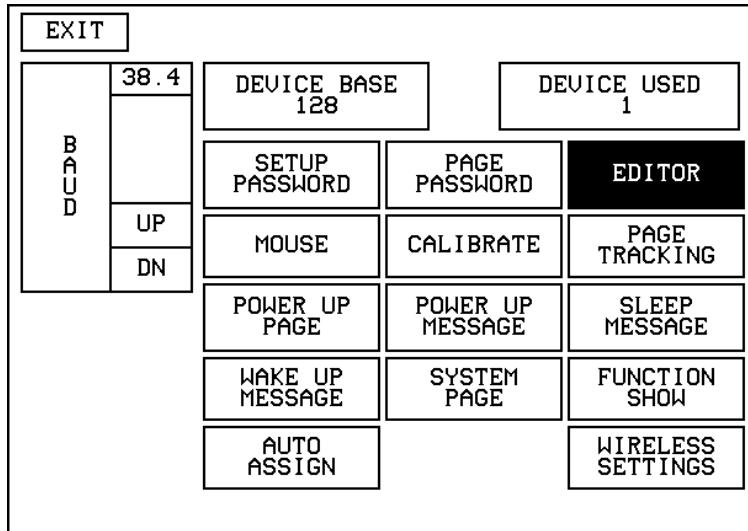 EXIT
BAUD
38.4
UP
DN
DEVICE BASE
128
DEVICE USED
1
SETUP
PASSWORD
PAGE
PASSWORD
EDITOR
MOUSE
CALIBRATE
PAGE
TRACKING
POWER UP
PAGE
POWER UP
MESSAGE
SLEEP
MESSAGE
WAKE UP
MESSAGE
SYSTEM
PAGE
FUNCTION
SHOW
AUTO
ASSIGN
WIRELESS
SETTINGS